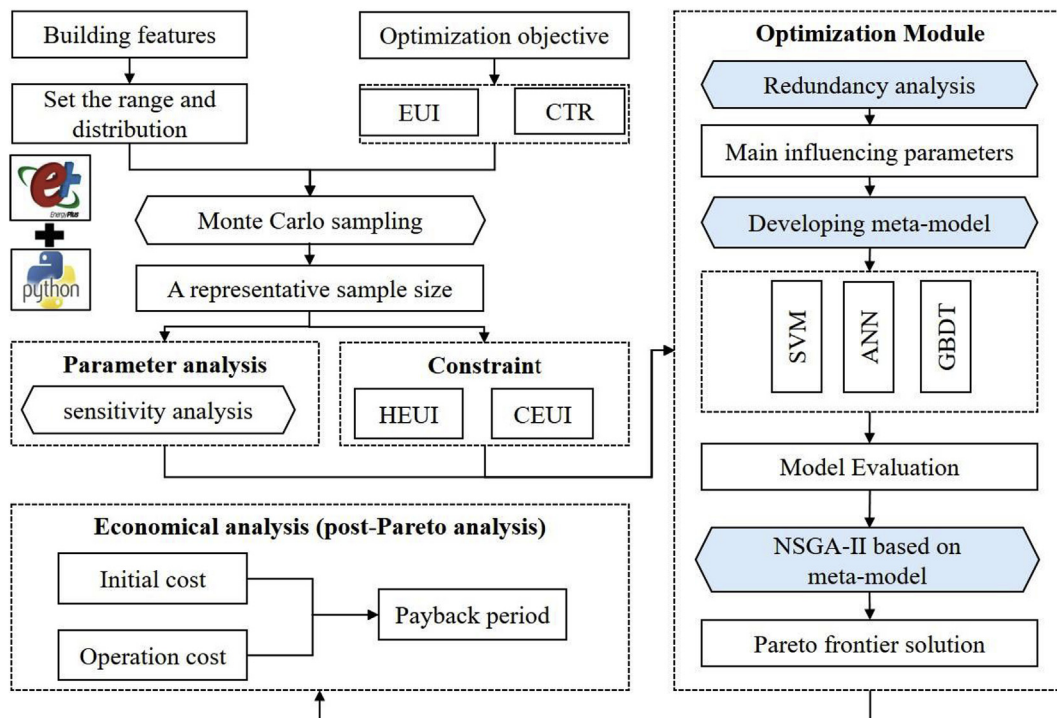 Building features
Optimization objective
Set the range and
distribution
EUI
CTR
et
EnergyPlus
python
Monte Carlo sampling
A representative sample size
Parameter analysis
sensitivity analysis
Constraint
HEUI
CEUI
Economical analysis (post-Pareto analysis)
Initial cost
Operation cost
Payback period
Optimization Module
Redundancy analysis
Main influencing parameters
Developing meta-model
SVM
ANN
GBDT
Model Evaluation
NSGA-II based on
meta-model
Pareto frontier solution